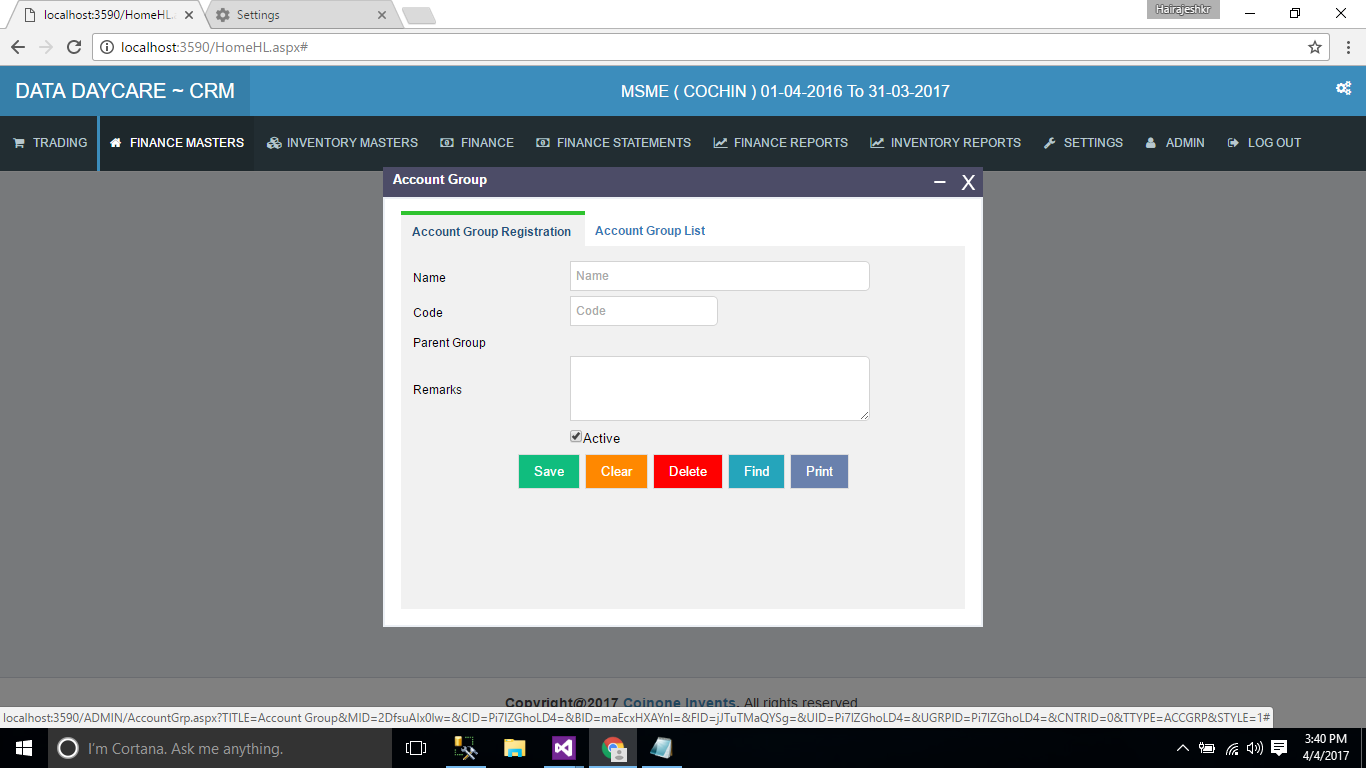 localhost:3590/HomeHL.
Settings
Hairajeshkr
localhost:3590/HomeHL.aspx#
DATA DAYCARE ~ CRM
MSME ( COCHIN ) 01-04-2016 To 31-03-2017
TRADING
FINANCE MASTERS
INVENTORY MASTERS
FINANCE
FINANCE STATEMENTS
FINANCE REPORTS
INVENTORY REPORTS
SETTINGS
ADMIN
LOG OUT
Account Group
Account Group Registration
Account Group List
Name
Name
Code
Code
Parent Group
Remarks
Active
Save
Clear
Delete
Find
Print
Copyright@2017 Coinone Invents. All rights reserved
localhost:3590/ADMIN/AccountGrp.aspx?TITLE=Account Group&MID=2DfsuAIx0lw=&CID=Pi7IZGhoLD4=&BID=maEcxHXAYnI=&FID=jJTuTMaQYSg=&UID=Pi7IZGhoLD4=&UGRPID=Pi7IZGhoLD4=&CNTRID=0&TTYPE=ACCGRP&STYLE=1#
I'm Cortana. Ask me anything.
3:40 PM
4/4/2017